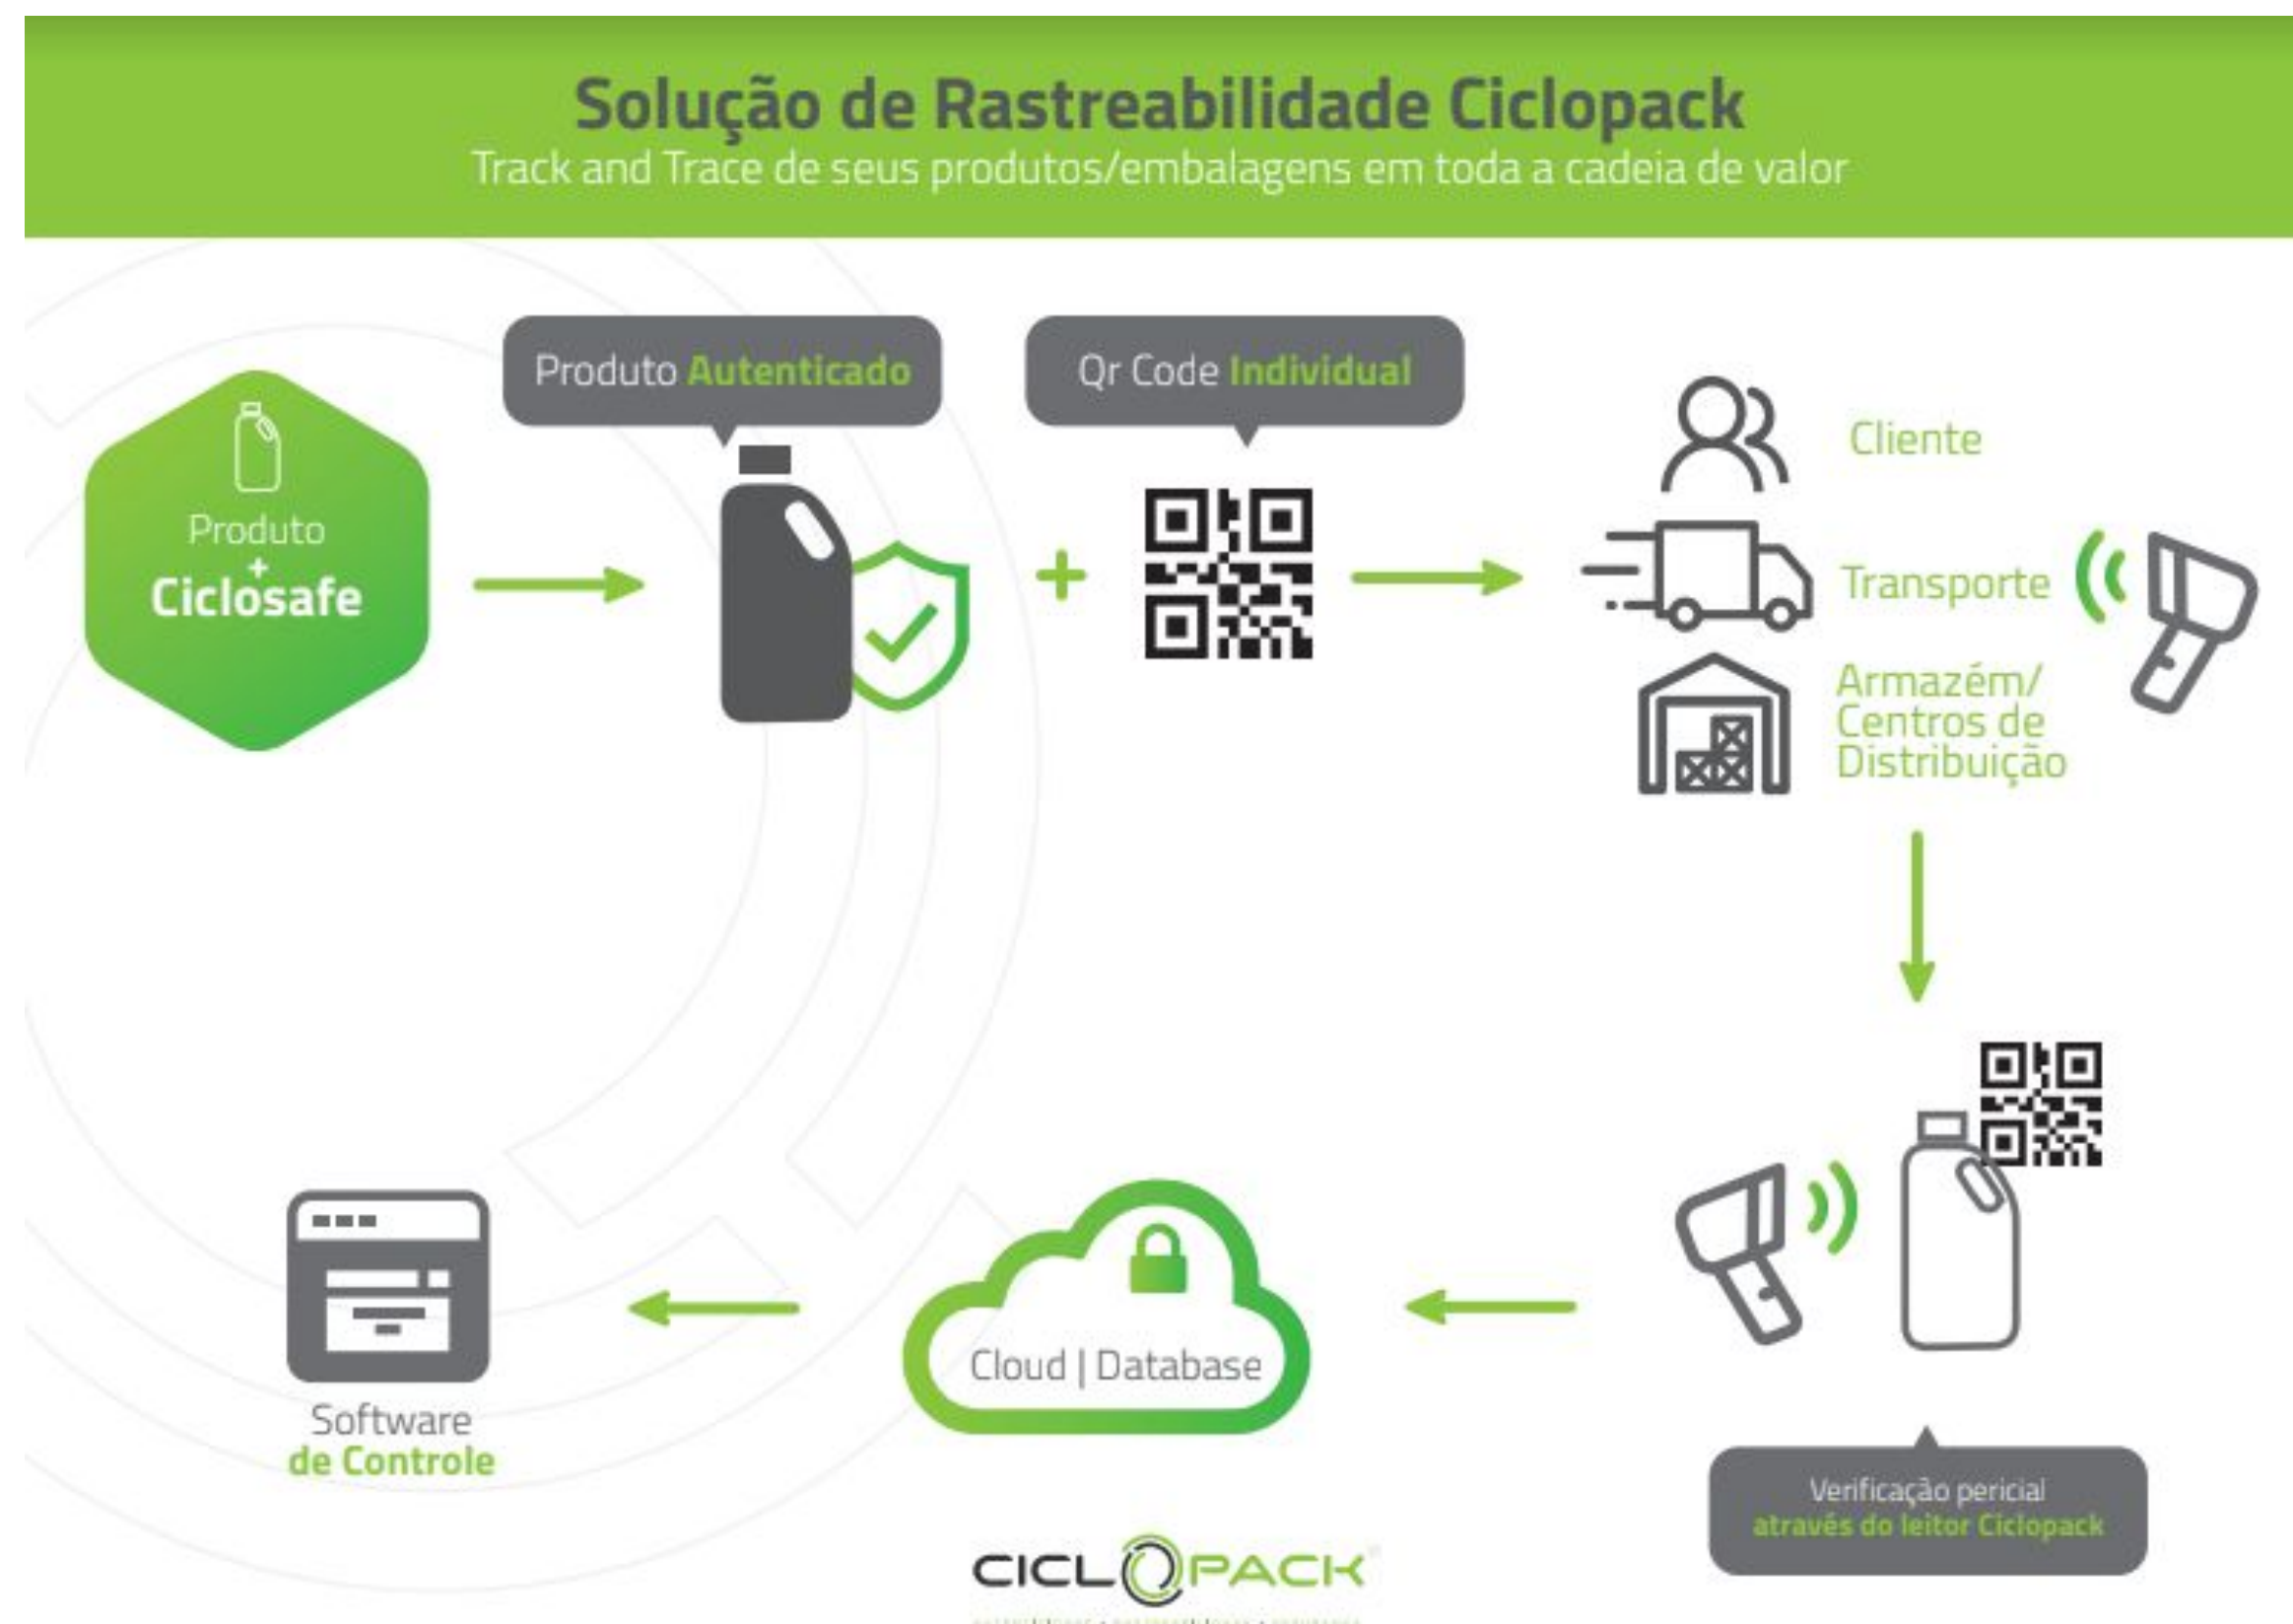 Solução de Rastreabilidade Ciclopack
Track and Trace de seus produtos/embalagens em toda a cadeia de valor
Produto
+
Ciclosafe
Produto Autenticado
+
Qr Code Individual
Cliente
Transporte
Armazém/
Centros de
Distribuição
Verificação pericial
através do leitor Ciclopack
Cloud | Database
Software
de Controle
CICLOPACK